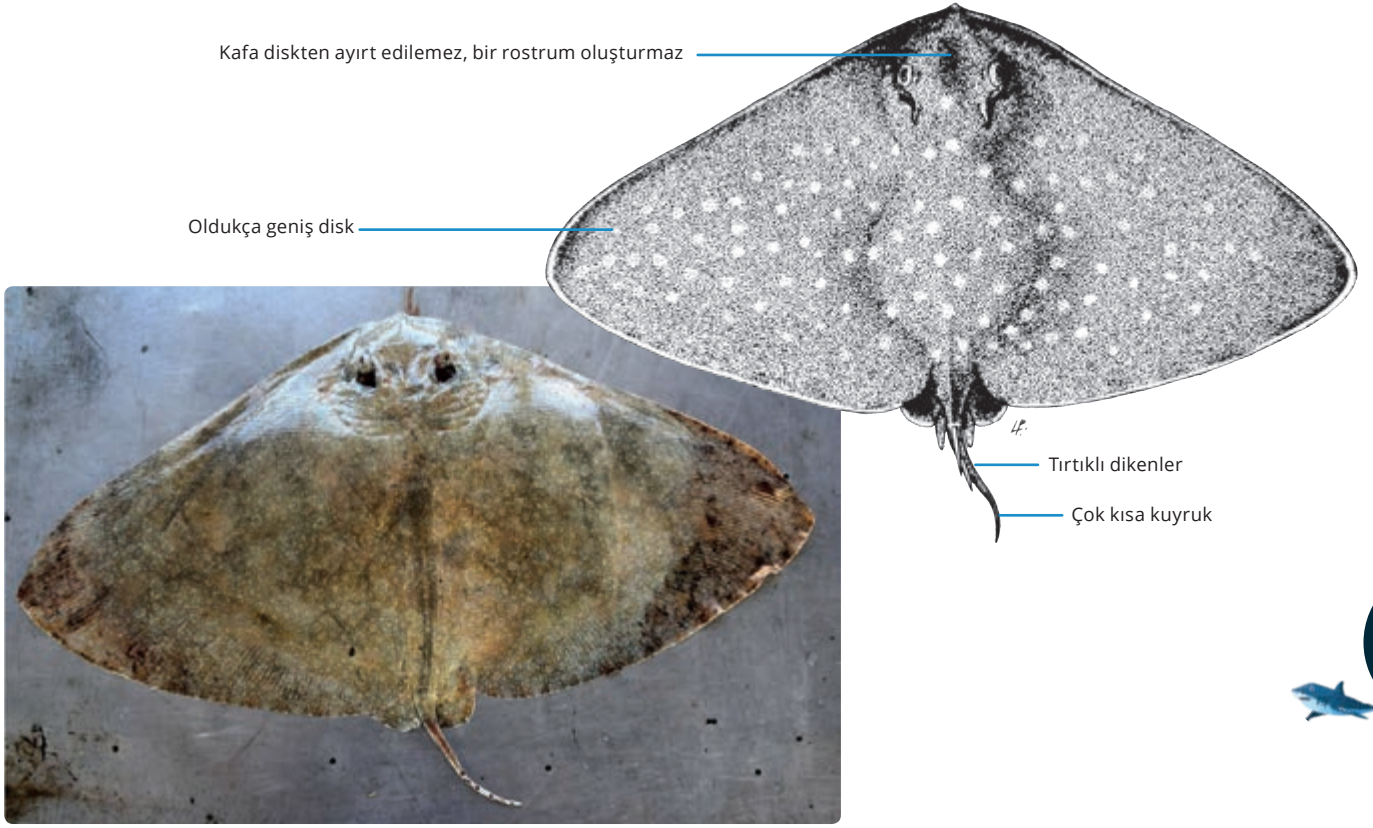 Kafa diskten ayırt edilemez, bir rostrum oluşturmaz
Oldukça geniş disk
Tırtıklı dikenler
Çok kısa kuyruk